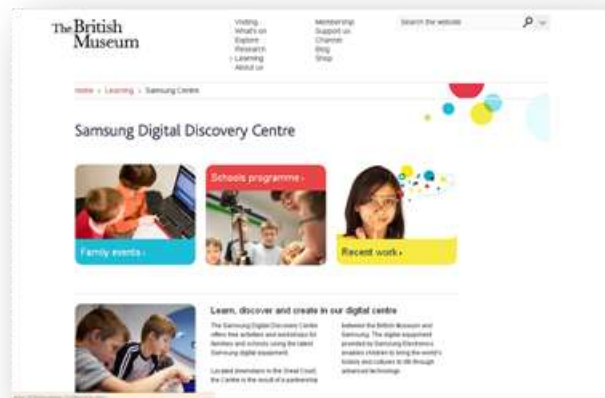 The British
Museum
Visiting
What's on
Explore
Research
› Learning
About us
Membership
Support us
Channel
Blog
Shop
Search the website
Home › Learning › Samsung Centre
Samsung Digital Discovery Centre
Family events ›
Schools programme ›
Recent work ›
Learn, discover and create in our digital centre
The Samsung Digital Discovery Centre
offers free activities and workshops for
families and schools using the latest
Samsung digital equipment.
Located downstairs in the Great Court,
the Centre is the result of a partnership
between the British Museum and
Samsung. The digital equipment
provided by Samsung Electronics
enables children to bring the world's
history and cultures to life through
advanced technology.